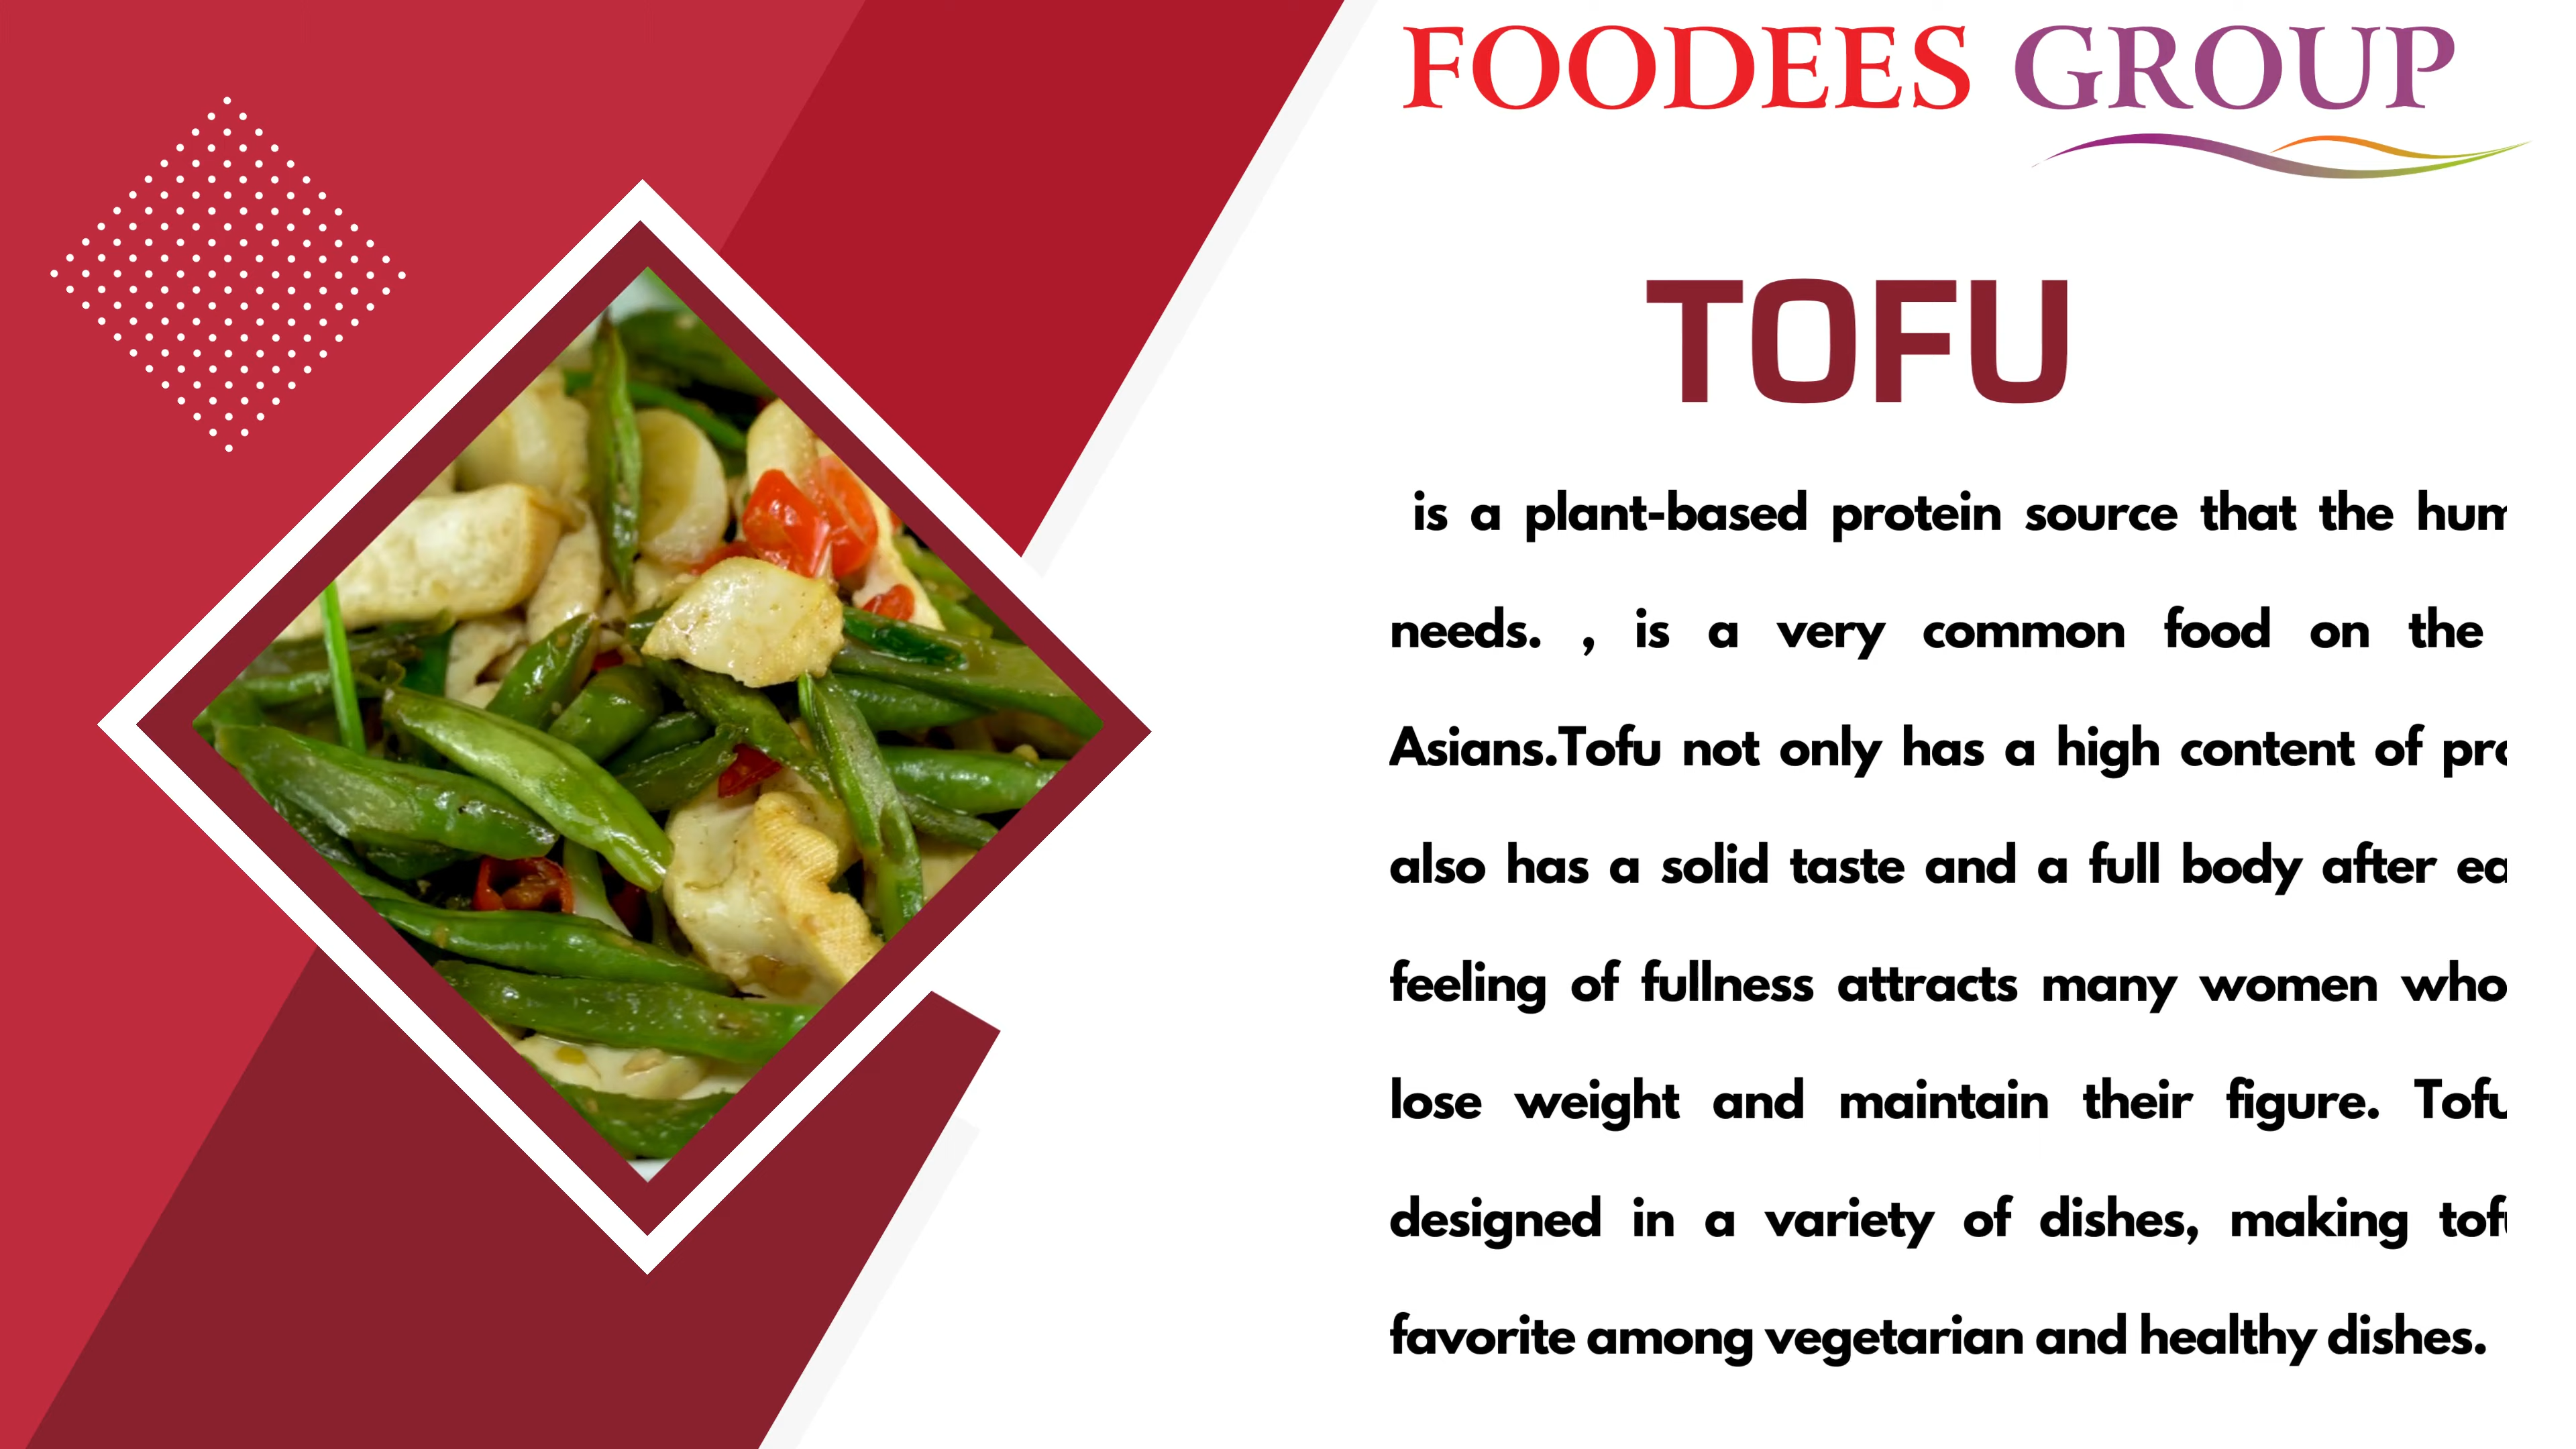 FOODEES GROUP
TOFU
is a plant-based protein source that the
needs. , is a very common food on the
Asians.Tofu not only has a high content of
also has a solid taste and a full body after
feeling of fullness attracts many women who
lose weight and maintain their figure. Tofu
designed in a variety of dishes, making
favorite among vegetarian and healthy dishes.